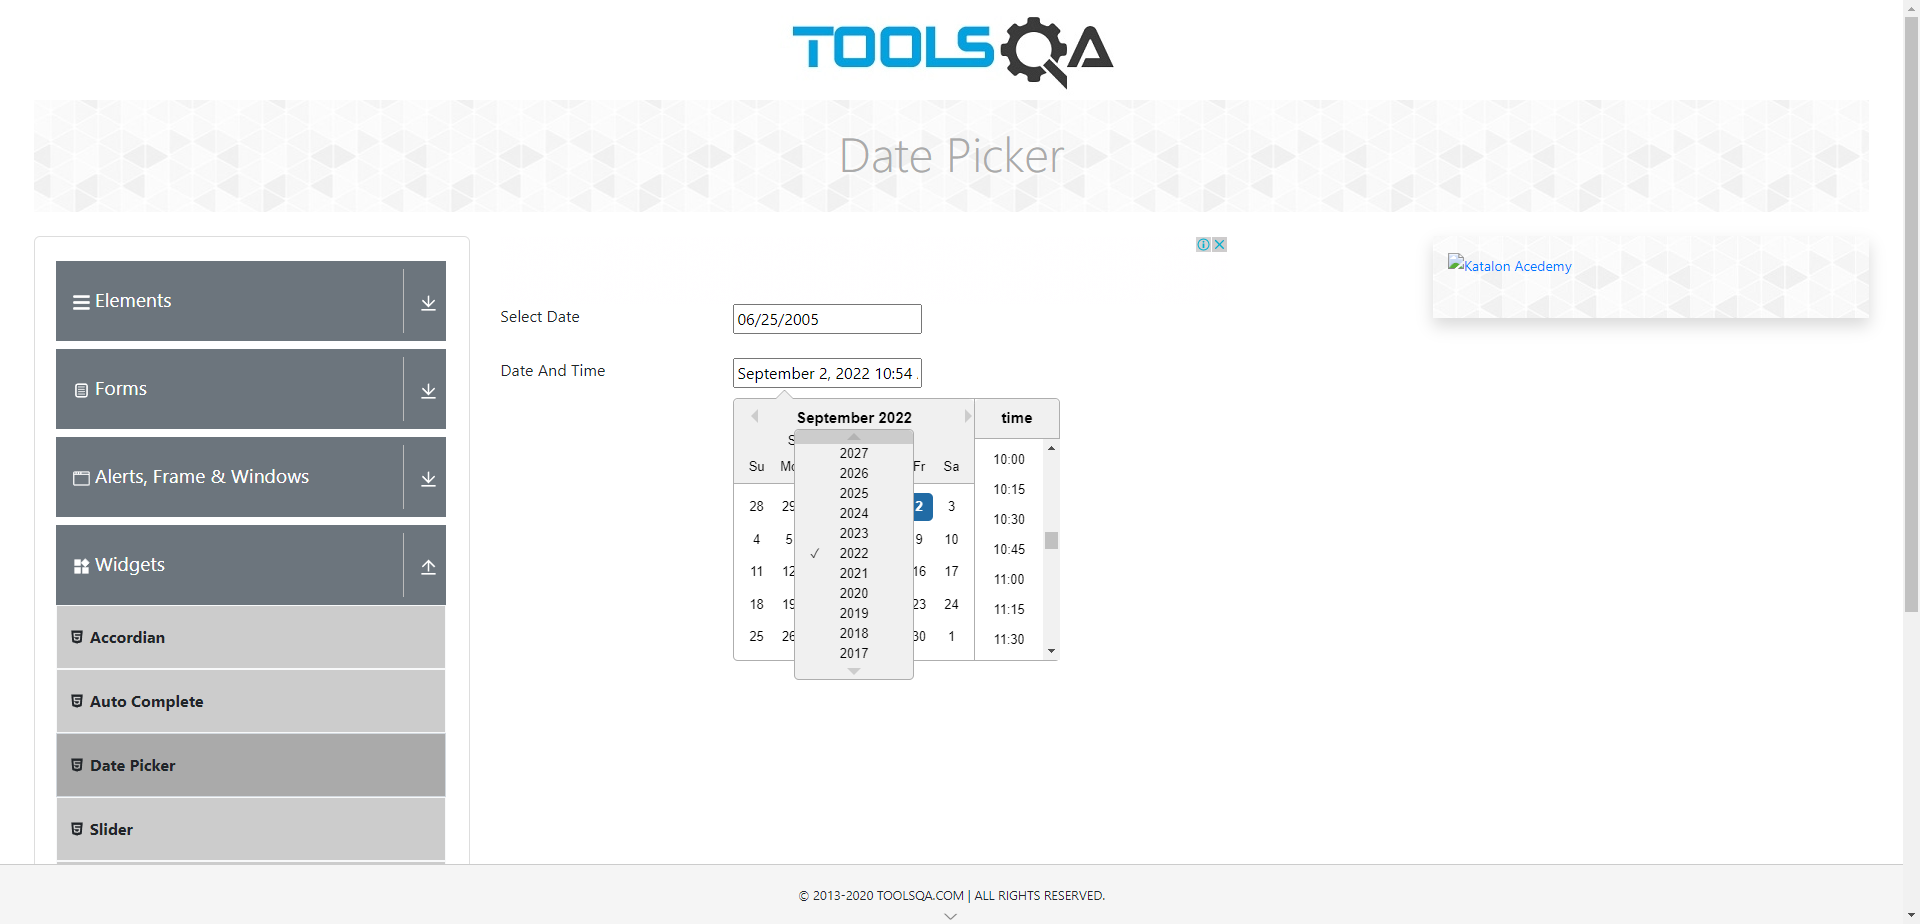 TOOLSQA
Date Picker
Elements
Forms
Alerts, Frame & Windows
Widgets
Accordian
Auto Complete
Date Picker
Slider
Katalon Acedemy
Select Date
06/25/2005
Date And Time
September 2, 2022 10:54
September 2022
S
Su Mo Fr Sa
28 29 2 3
4 5 9 10
11 12 16 17
18 19 23 24
25 26 30 1
2027
2026
2025
2024
2023
✓ 2022
2021
2020
2019
2018
2017
time
10:00
10:15
10:30
10:45
11:00
11:15
11:30
© 2013-2020 TOOLSQA.COM | ALL RIGHTS RESERVED.